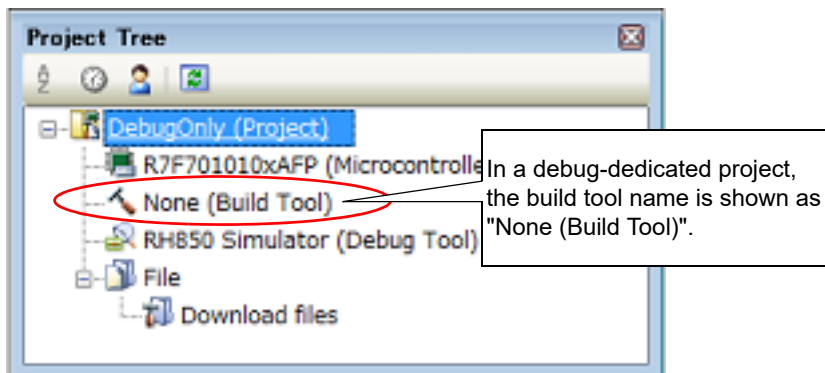 Project Tree
DebugOnly (Project)
R7F701010xAFP (Microcontrolle
None (Build Tool)
RH850 Simulator (Debug Tool)
File
Download files
In a debug-dedicated project,
the build tool name is shown as
"None (Build Tool)".